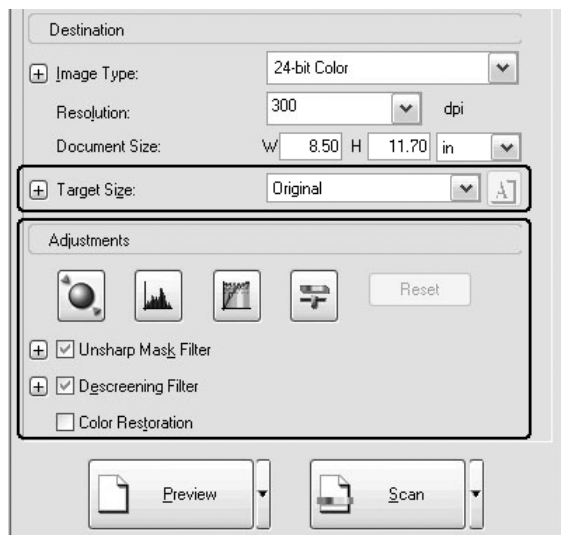 Destination
Image Type: 24-bit Color
Resolution: 300 dpi
Document Size: W 8.50 H 11.70 in
Target Size: Original A
Adjustments
Reset
Unsharp Mask Filter
Descreening Filter
Color Restoration
Preview Scan